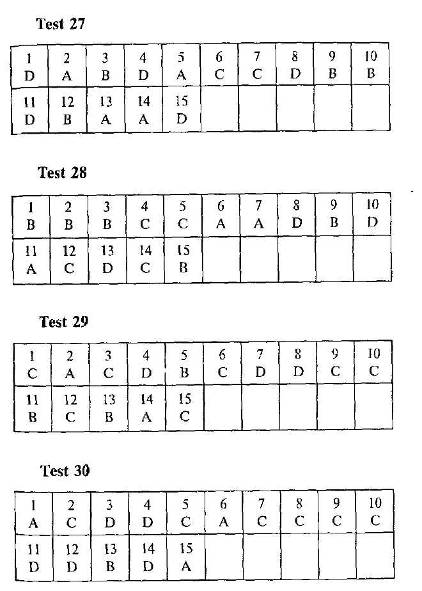 Test 27
1 2 3 4 5 6 7 8 9 10
D A B D A C C D B B
11 12 13 14 15
D B A A D
Test 28
1 2 3 4 5 6 7 8 9 10
B B B C C A A D B D
11 12 13 14 15
A C D C B
Test 29
1 2 3 4 5 6 7 8 9 10
C A C D B C D D C C
11 12 13 14 15
B C B A C
Test 30
1 2 3 4 5 6 7 8 9 10
A C D D C A C C C C
11 12 13 14 15
D D B D A